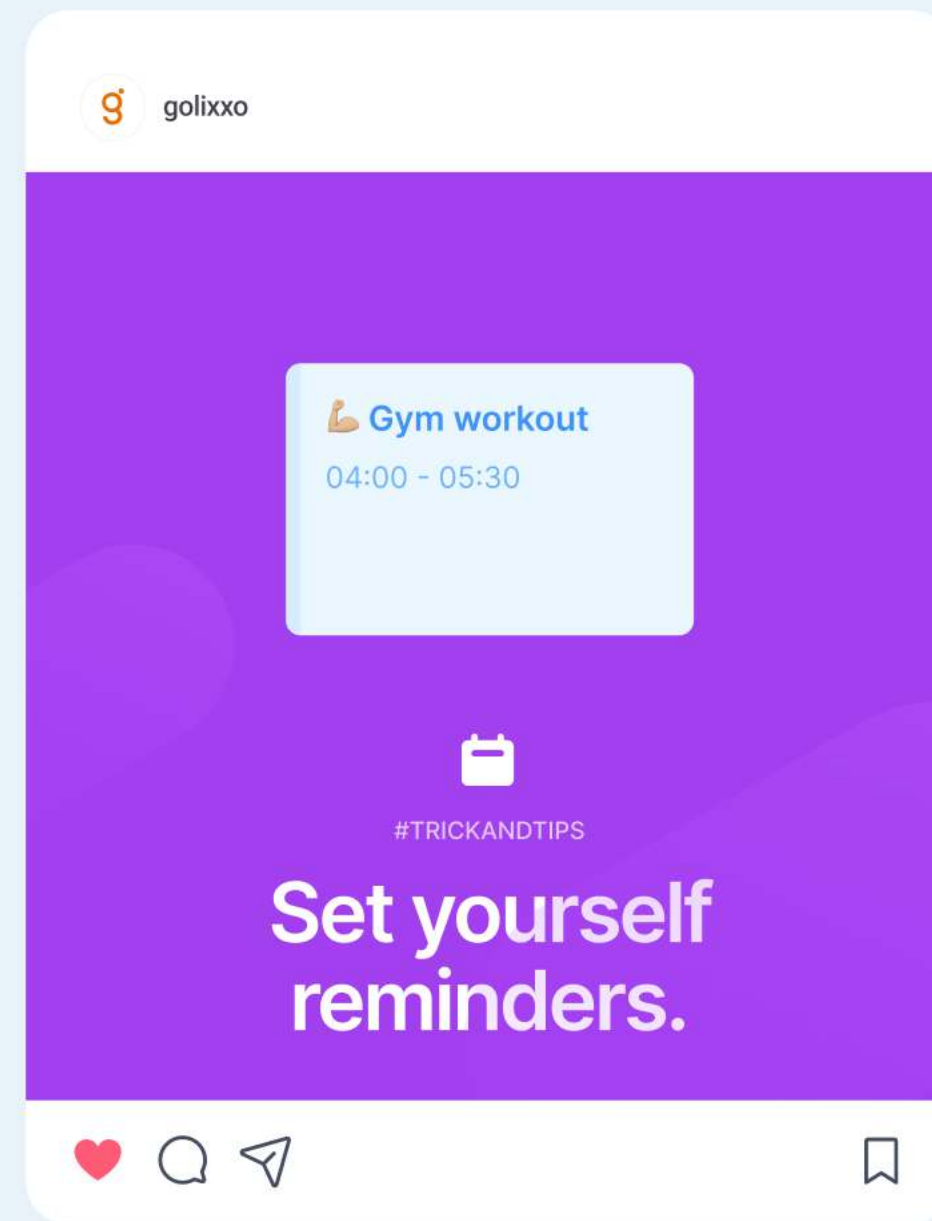 g golixxo
💪🏼 Gym workout
04:00 - 05:30
#TRICKANDTIPS
Set yourself
reminders.